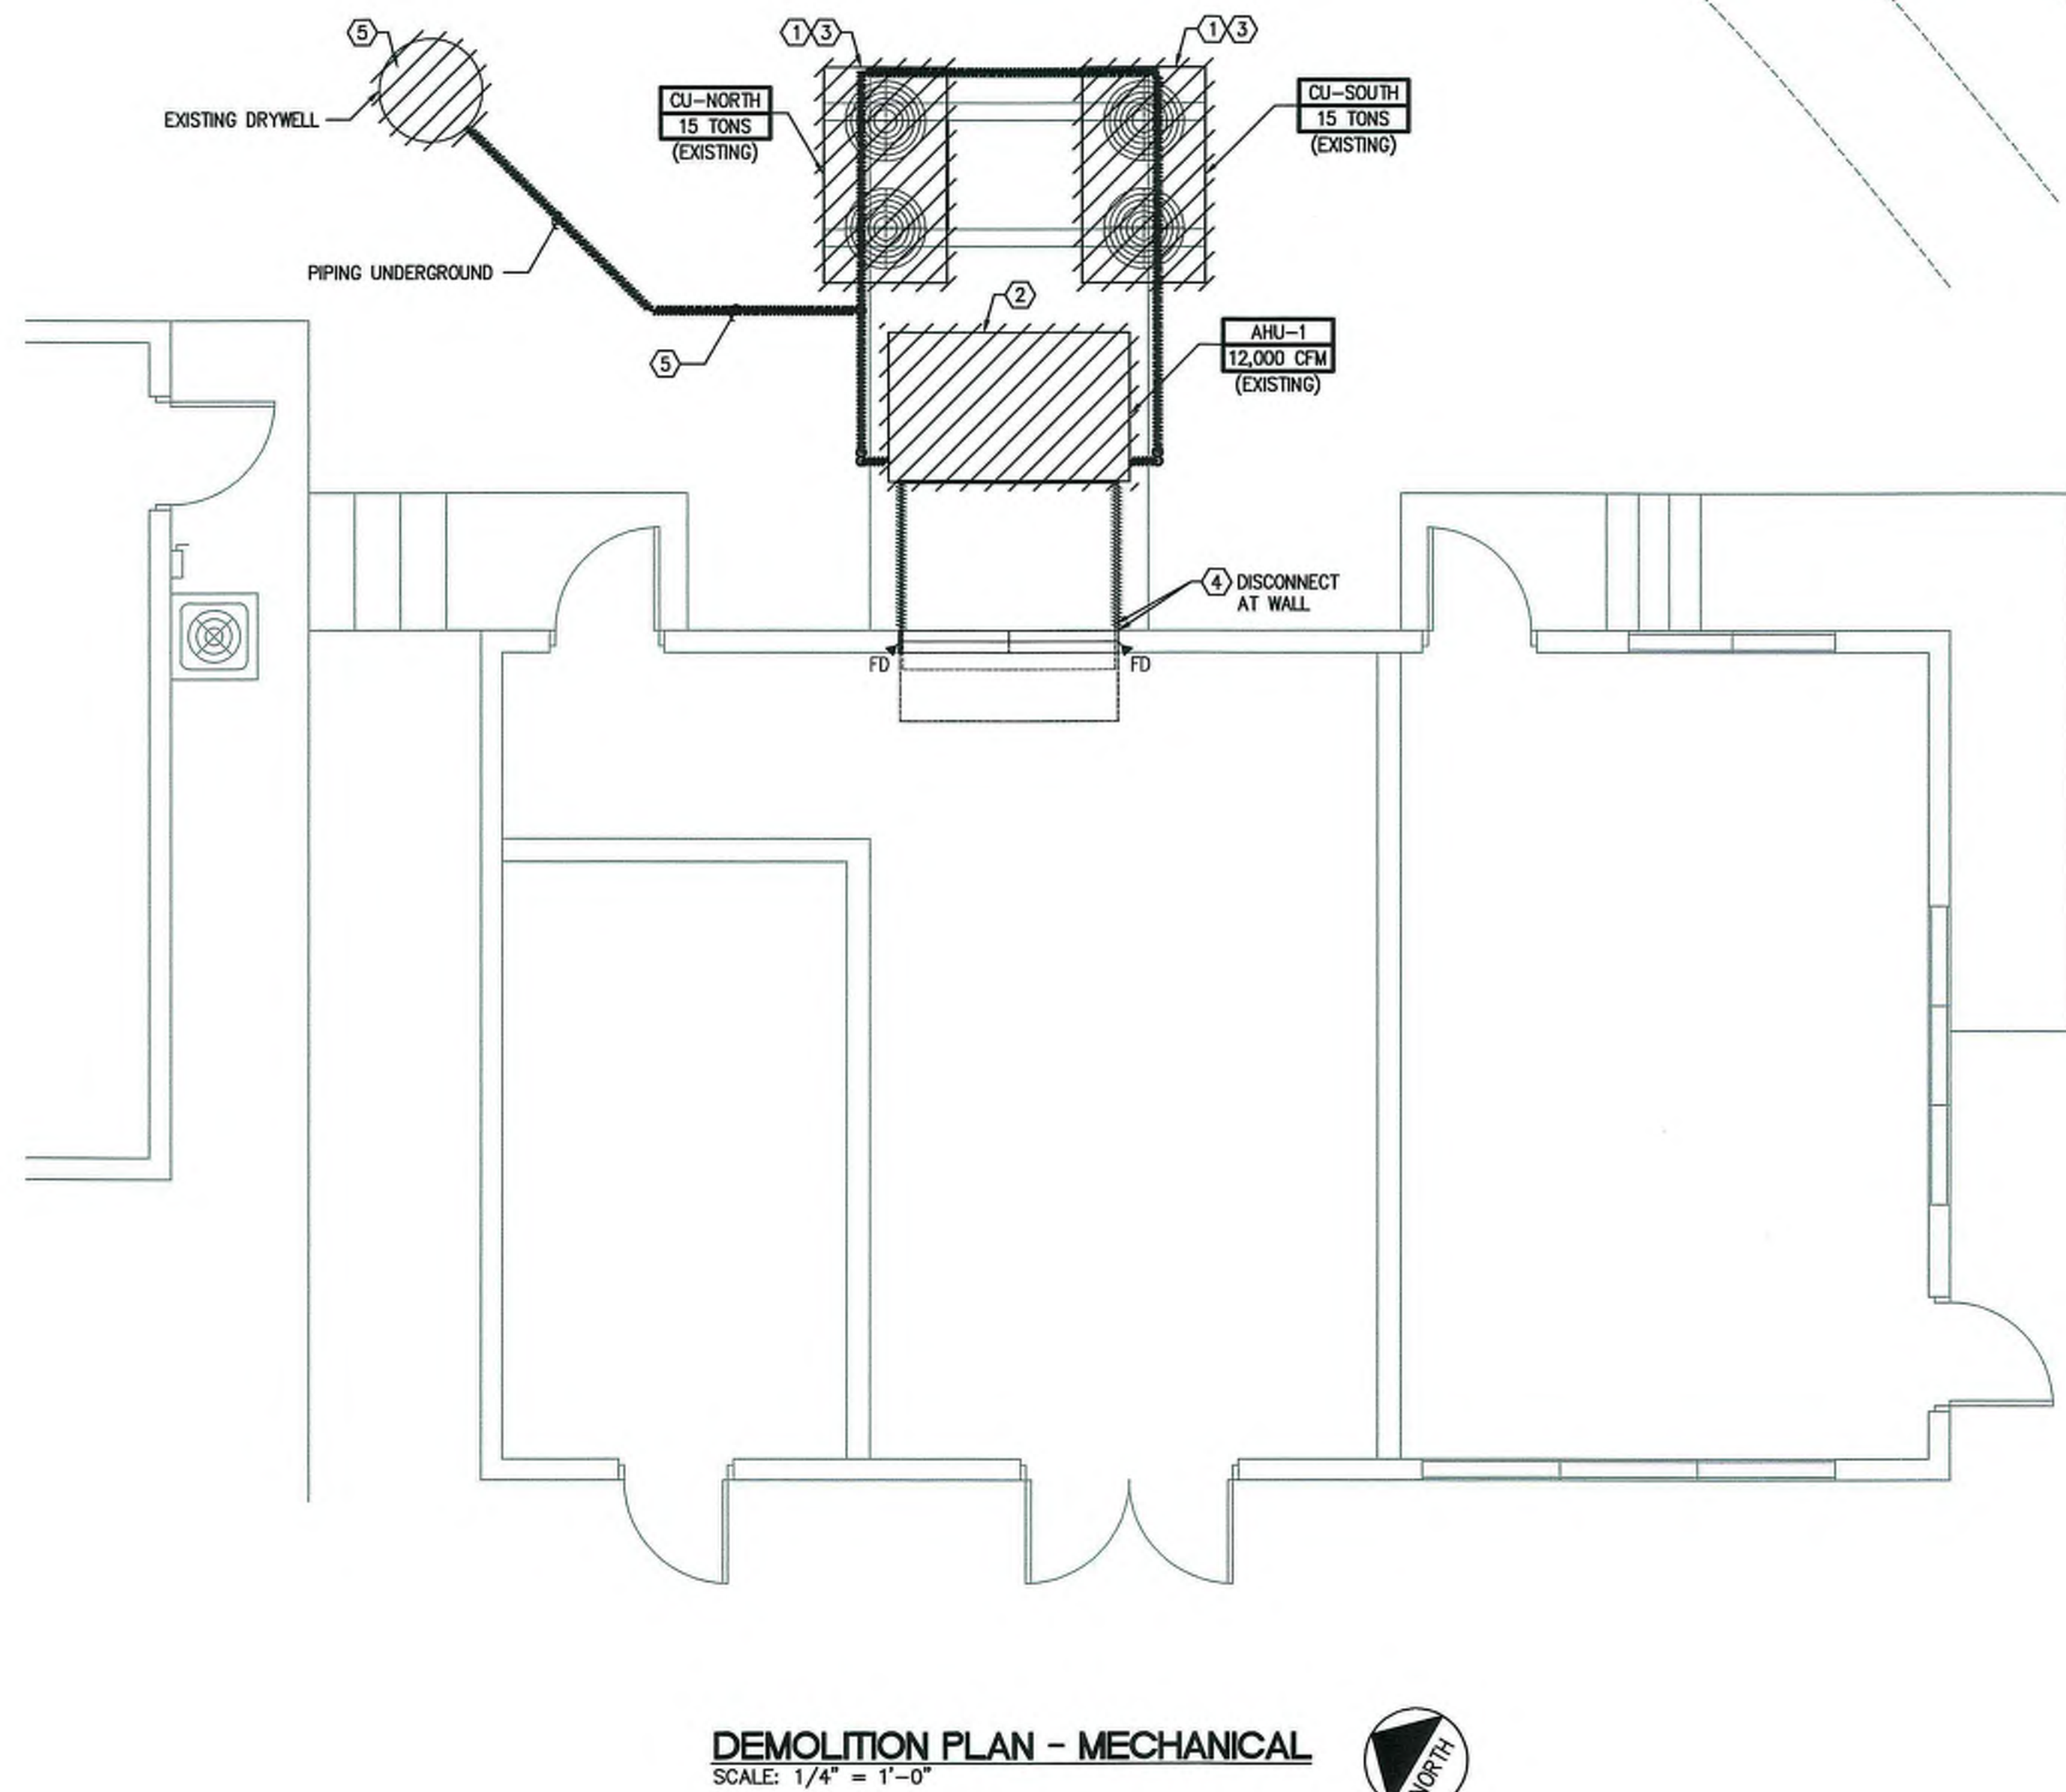 5
1 3
1 3
CU-NORTH
15 TONS
(EXISTING)
CU-SOUTH
15 TONS
(EXISTING)
EXISTING DRYWELL
PIPING UNDERGROUND
2
5
AHU-1
12,000 CFM
(EXISTING)
4 DISCONNECT
AT WALL
FD
FD
DEMOLITION PLAN - MECHANICAL
SCALE: 1/4" = 1'-0"
NORTH